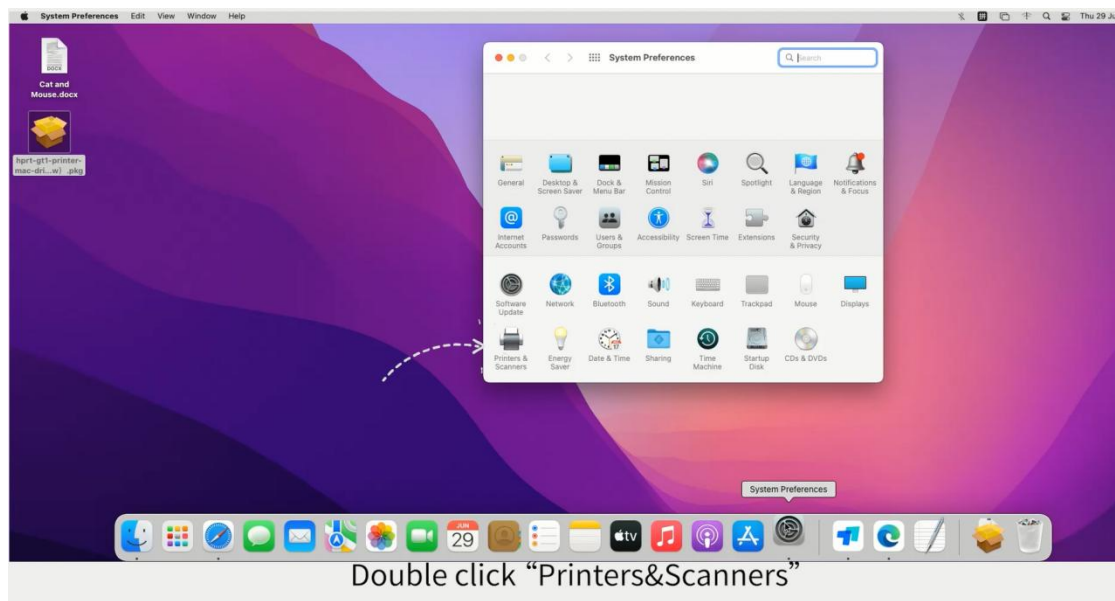 System Preferences Edit View Window Help
Thu 29 Ju
DOCX
Cat and
Mouse.docx
hprt-gt1-printer-
mac-dri...w) .pkg
System Preferences
Search
General
Desktop &
Screen Saver
Dock &
Menu Bar
Mission
Control
Siri
Spotlight
Language
& Region
Notifications
& Focus
Internet
Accounts
Passwords
Users &
Groups
Accessibility
Screen Time
Extensions
Security
& Privacy
Software
Update
Network
Bluetooth
Sound
Keyboard
Trackpad
Mouse
Displays
Printers &
Scanners
Energy
Saver
Date & Time
Sharing
Time
Machine
Startup
Disk
CDs & DVDs
System Preferences
JUN
29
tv
Double click “Printers&Scanners”